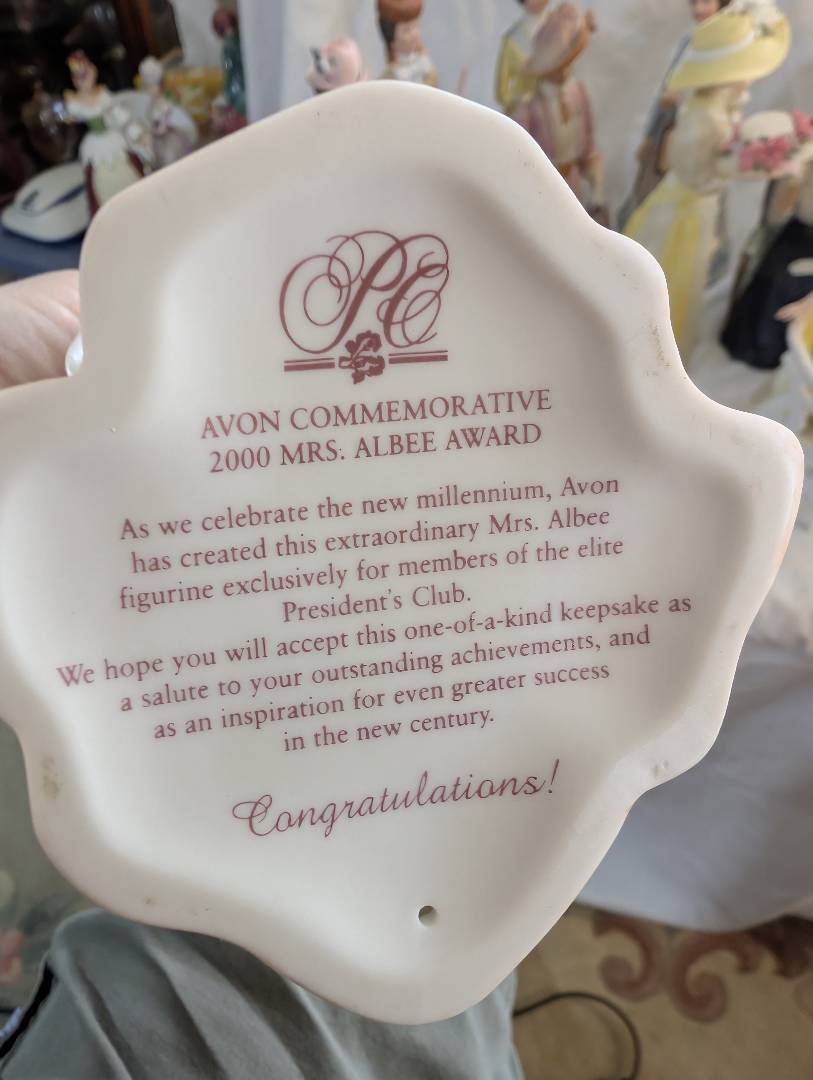 PC
AVON COMMEMORATIVE
2000 MRS. ALBEE AWARD
As we celebrate the new millennium, Avon
has created this extraordinary Mrs. Albee
figurine exclusively for members of the elite
President's Club.
We hope you will accept this one-of-a-kind keepsake as
a salute to your outstanding achievements, and
as an inspiration for even greater success
in the new century.
Congratulations!